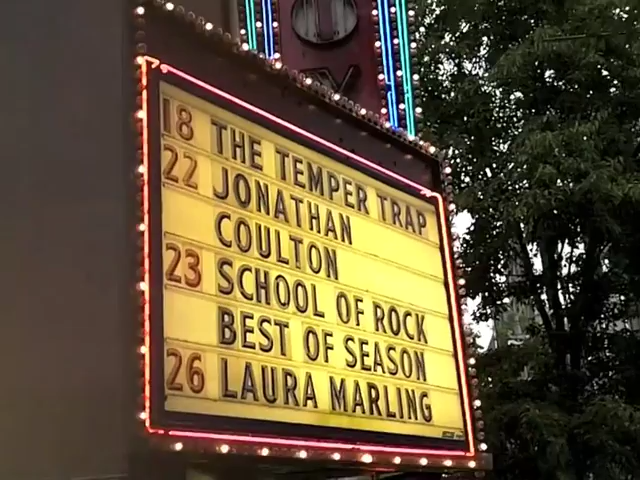 18 THE TEMPER TRAP
22 JONATHAN
COULTON
23 SCHOOL OF ROCK
BEST OF SEASON
26 LAURA MARLING